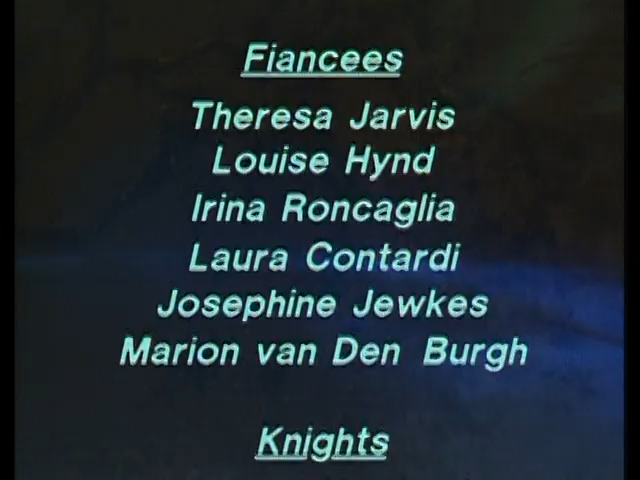 Fiancees
Theresa Jarvis
Louise Hynd
Irina Roncaglia
Laura Contardi
Josephine Jewkes
Marion van Den Burgh
Knights